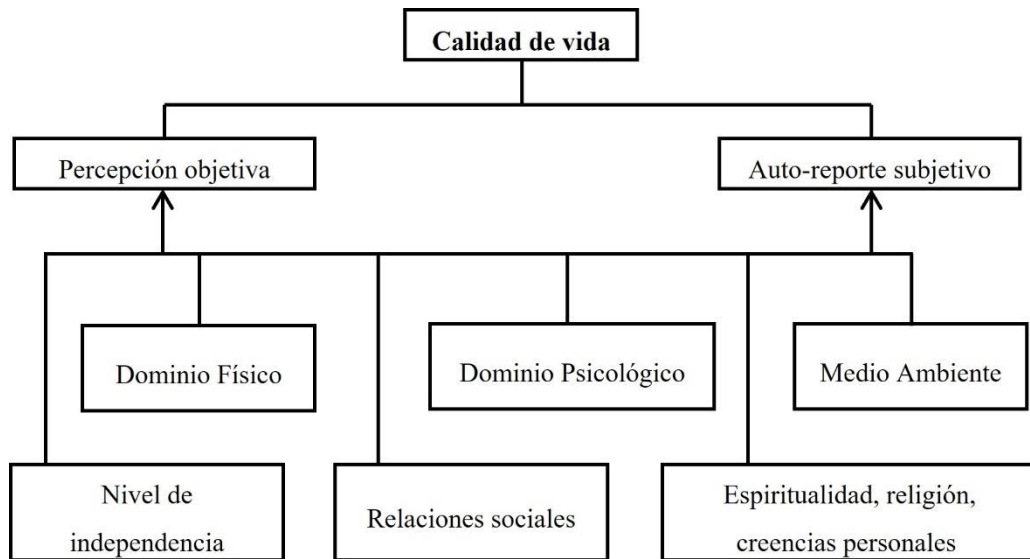 Calidad de vida
Percepción objetiva
Auto-reporte subjetivo
Dominio Físico
Dominio Psicológico
Medio Ambiente
Nivel de
independencia
Relaciones sociales
Espiritualidad, religión,
creencias personales